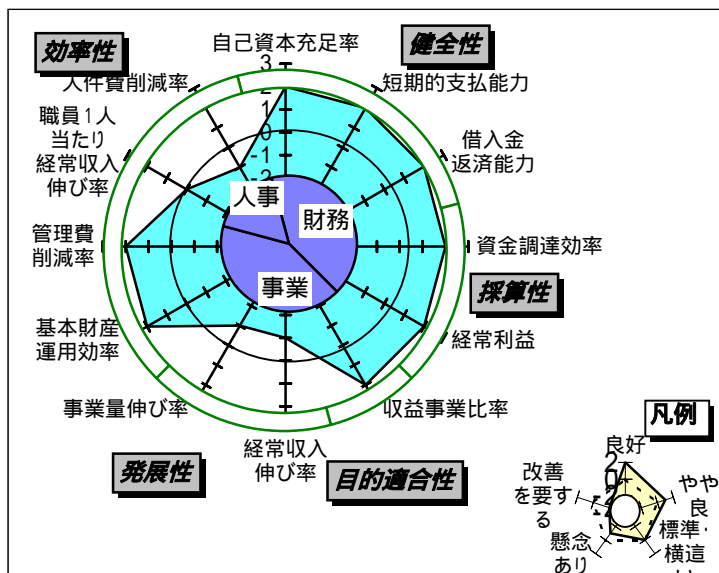 効率性
自己資本充足率
健全性
人件費削減率
短期的支払能力
職員1人
当たり
経常収入
伸び率
借入金
返済能力
3
2
1
0
-1
-2
人事
財務
事業
管理費
削減率
資金調達効率
採算性
基本財産
運用効率
経常利益
事業量伸び率
収益事業比率
経常収入
伸び率
発展性
目的適合性
凡例
良好
改善
を要す
る
やや
良
標準・
横這
懸念
あり
2
0